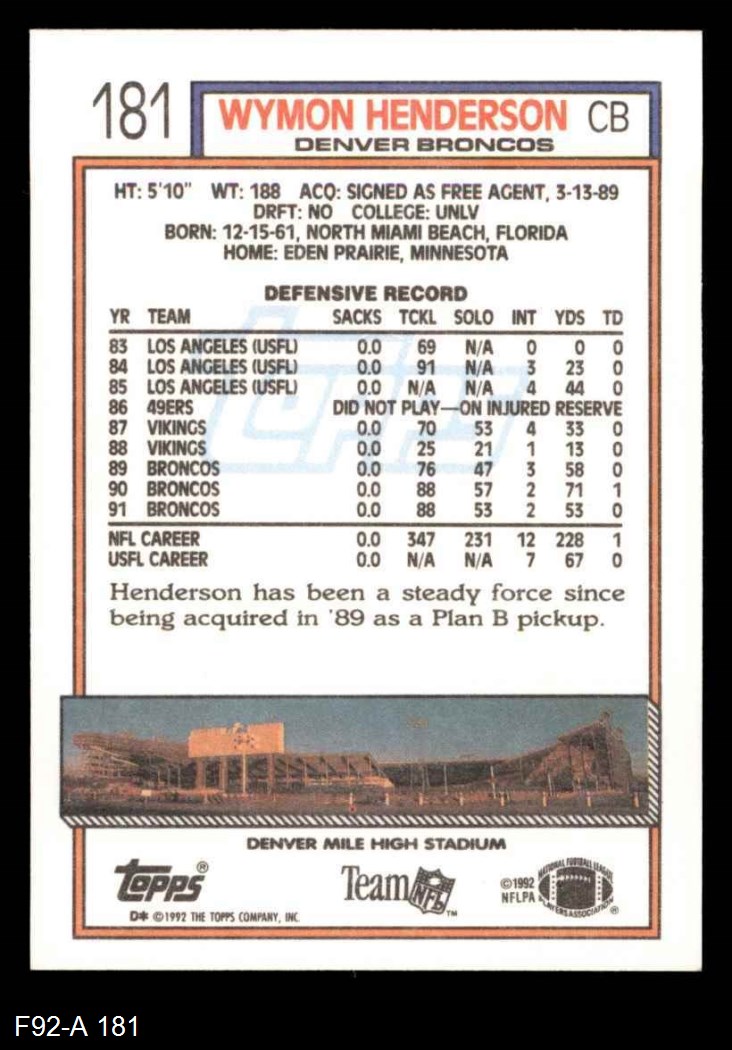 181 WYMON HENDERSON CB
DENVER BRONCOS
HT: 5'10" WT: 188 ACQ: SIGNED AS FREE AGENT, 3-13-89
DRFT: NO COLLEGE: UNLV
BORN: 12-15-61, NORTH MIAMI BEACH, FLORIDA
HOME: EDEN PRAIRIE, MINNESOTA
DEFENSIVE RECORD
YR TEAM SACKS TCKL SOLO INT YDS TD
83 LOS ANGELES (USFL) 0.0 69 N/A 0 0 0
84 LOS ANGELES (USFL) 0.0 91 N/A 3 23 0
85 LOS ANGELES (USFL) 0.0 N/A N/A 4 44 0
86 49ERS DID NOT PLAY—ON INJURED RESERVE
87 VIKINGS 0.0 70 53 4 33 0
88 VIKINGS 0.0 25 21 1 13 0
89 BRONCOS 0.0 76 47 3 58 0
90 BRONCOS 0.0 88 57 2 71 1
91 BRONCOS 0.0 88 53 2 53 0
NFL CAREER 0.0 347 231 12 228 1
USFL CAREER 0.0 N/A N/A 7 67 0
Topps
Henderson has been a steady force since
being acquired in '89 as a Plan B pickup.
DENVER MILE HIGH STADIUM
Topps®
Team NFL™
©1992
NFLPA
NATIONAL FOOTBALL LEAGUE
PLAYERS ASSOCIATION®
D* ©1992 THE TOPPS COMPANY, INC.
F92-A 181